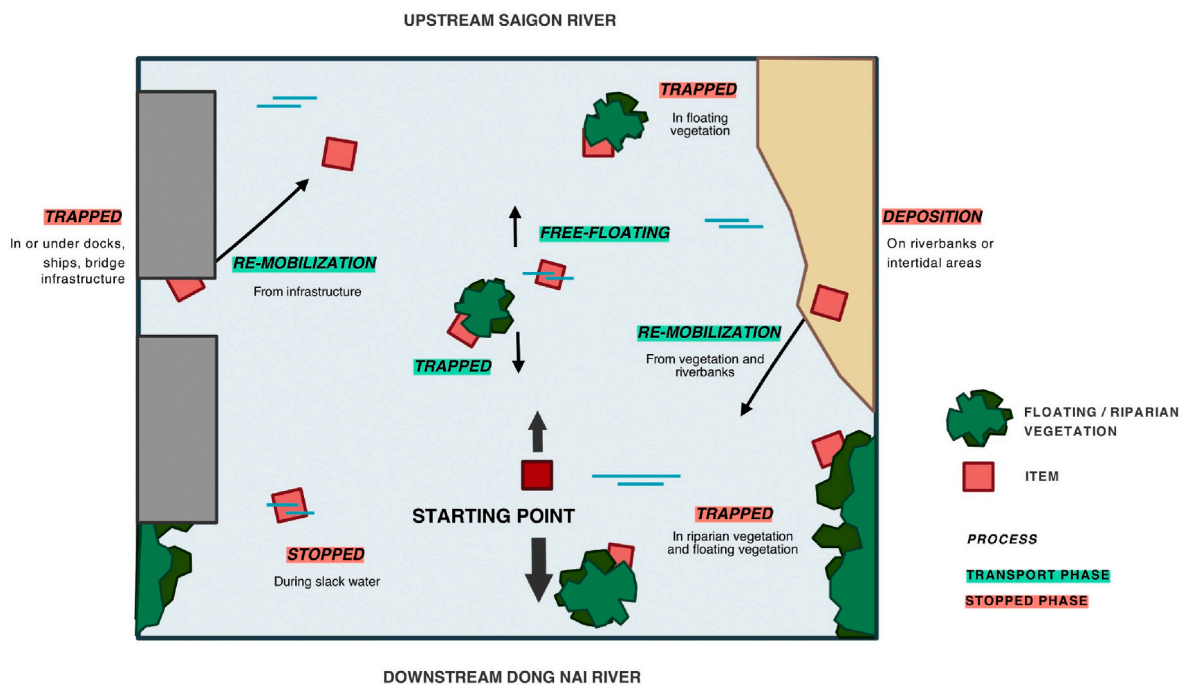 UPSTREAM SAIGON RIVER
TRAPPED
In floating
vegetation
TRAPPED
In or under docks,
ships, bridge
infrastructure
RE-MOBILIZATION
From infrastructure
FREE-FLOATING
DEPOSITION
On riverbanks or
intertidal areas
TRAPPED
RE-MOBILIZATION
From vegetation and
riverbanks
STARTING POINT
STOPPED
During slack water
TRAPPED
In riparian vegetation
and floating vegetation
FLOATING / RIPARIAN
VEGETATION
ITEM
PROCESS
TRANSPORT PHASE
STOPPED PHASE
DOWNSTREAM DONG NAI RIVER